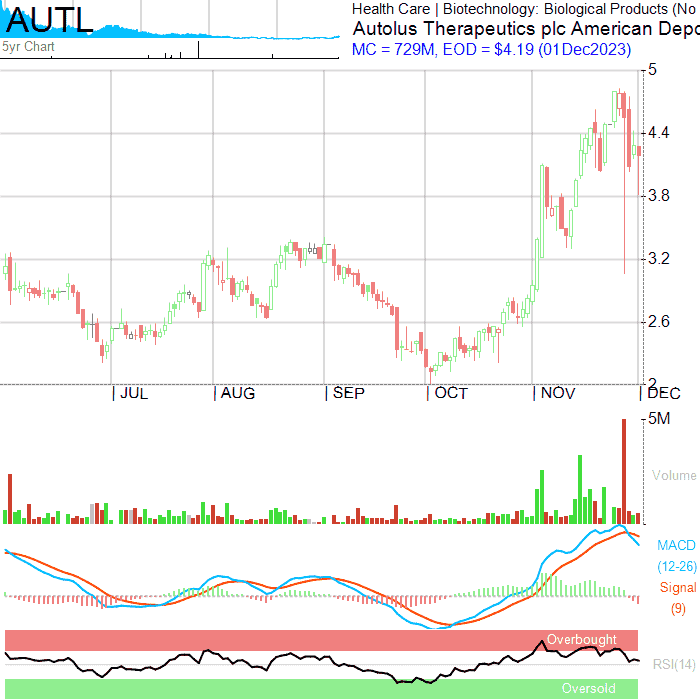 AUTL
5yr Chart
Health Care | Biotechnology: Biological Products (No
Autolus Therapeutics plc American Depo
MC = 729M, EOD = $4.19 (01Dec2023)
5
4.4
3.8
3.2
2.6
2
JUL AUG SEP OCT NOV DEC
5M
Volume
MACD
(12-26)
Signal
(9)
Overbought
RSI(14)
Oversold